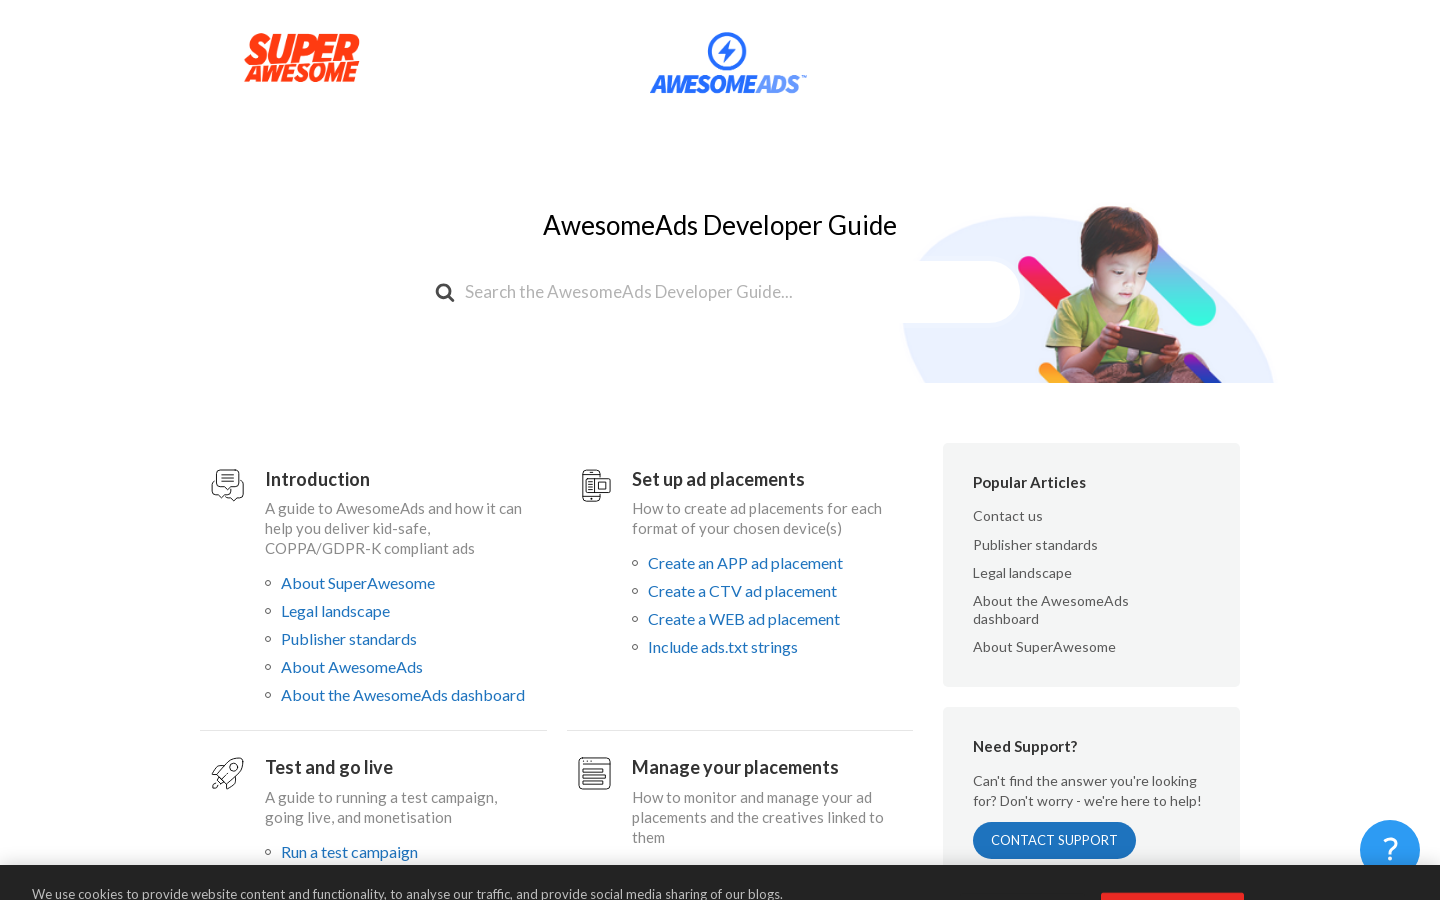 SUPER
AWESOME
AWESOMEADS™
AwesomeAds Developer Guide
Search the AwesomeAds Developer Guide...
Introduction
A guide to AwesomeAds and how it can
help you deliver kid-safe,
COPPA/GDPR-K compliant ads
About SuperAwesome
Legal landscape
Publisher standards
About AwesomeAds
About the AwesomeAds dashboard
Set up ad placements
How to create ad placements for each
format of your chosen device(s)
Create an APP ad placement
Create a CTV ad placement
Create a WEB ad placement
Include ads.txt strings
Test and go live
A guide to running a test campaign,
going live, and monetisation
Run a test campaign
Manage your placements
How to monitor and manage your ad
placements and the creatives linked to
them
Popular Articles
Contact us
Publisher standards
Legal landscape
About the AwesomeAds
dashboard
About SuperAwesome
Need Support?
Can't find the answer you're looking
for? Don't worry - we're here to help!
CONTACT SUPPORT
?
We use cookies to provide website content and functionality, to analyse our traffic, and provide social media sharing of our blogs.